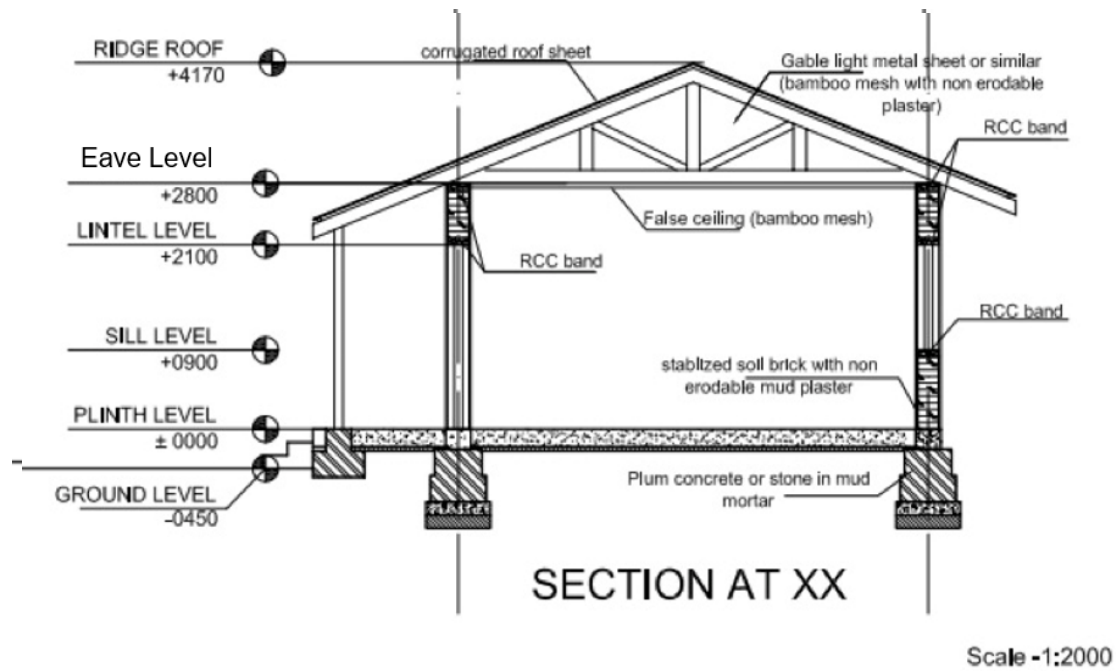 RIDGE ROOF
+4170
corrugated roof sheet
Gable light metal sheet or similar
(bamboo mesh with non erodable
plaster)
RCC band
Eave Level
+2800
LINTEL LEVEL
+2100
False ceiling (bamboo mesh)
RCC band
SILL LEVEL
+0900
RCC band
stablized soil brick with non
erodable mud plaster
PLINTH LEVEL
± 0000
GROUND LEVEL
-0450
Plum concrete or stone in mud
mortar
SECTION AT XX
Scale -1:2000